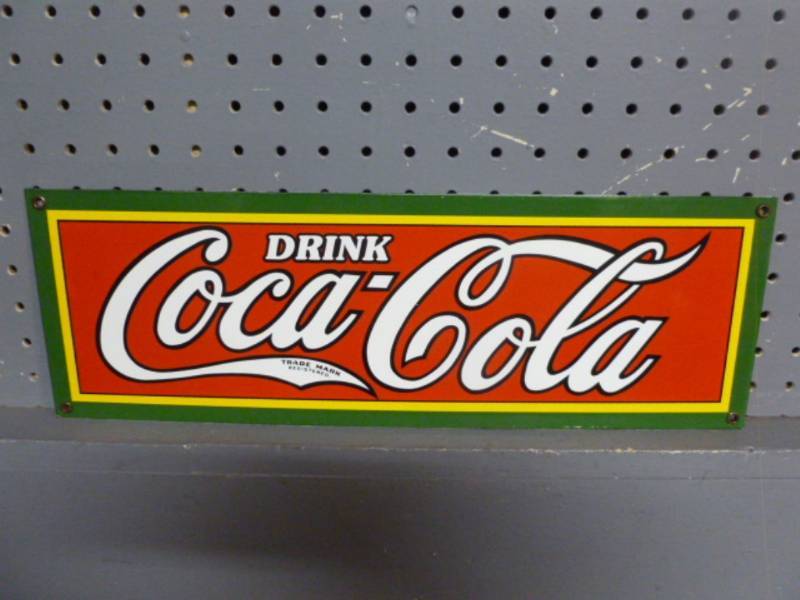 DRINK
Coca-Cola
TRADE MARK
REGISTERED